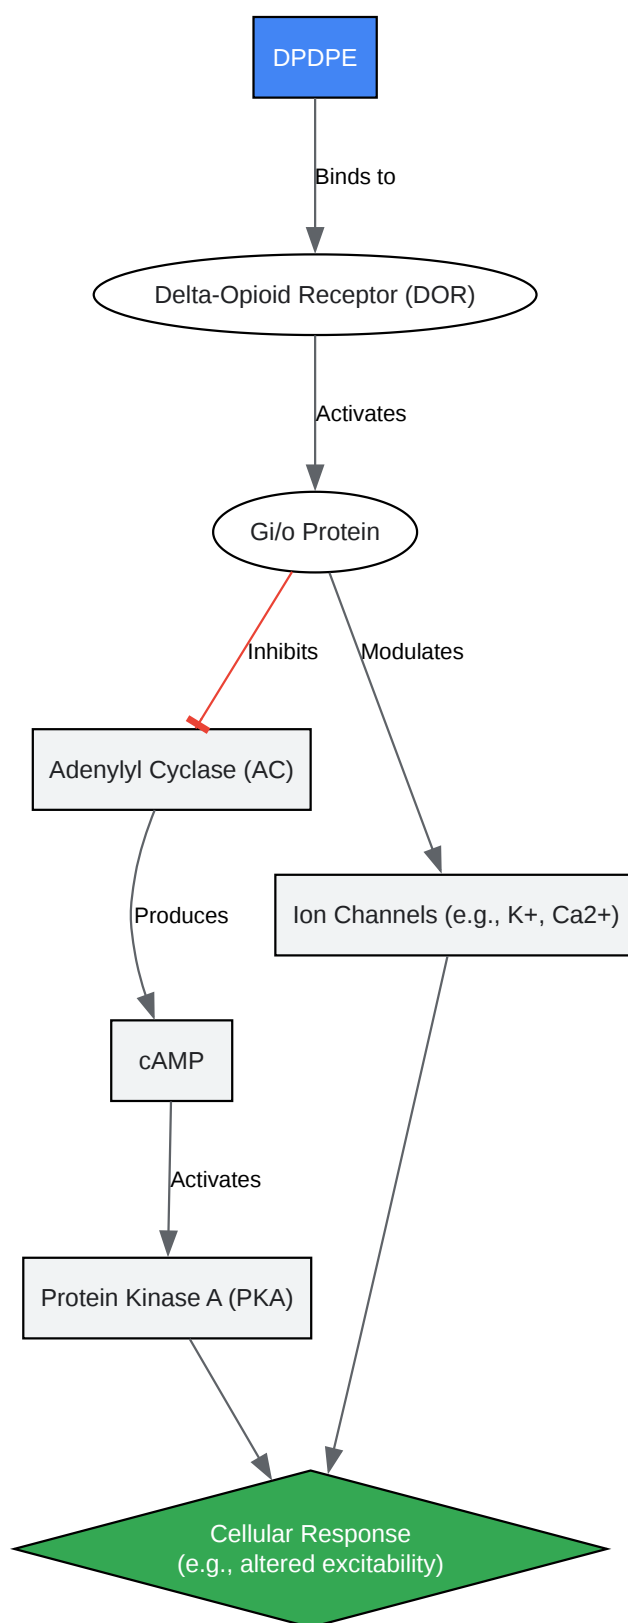 DPDPE
Binds to
Delta-Opioid Receptor (DOR)
Activates
Gi/o Protein
Inhibits
Modulates
Adenylyl Cyclase (AC)
Produces
Ion Channels (e.g., K+, Ca2+)
cAMP
Activates
Protein Kinase A (PKA)
Cellular Response
(e.g., altered excitability)